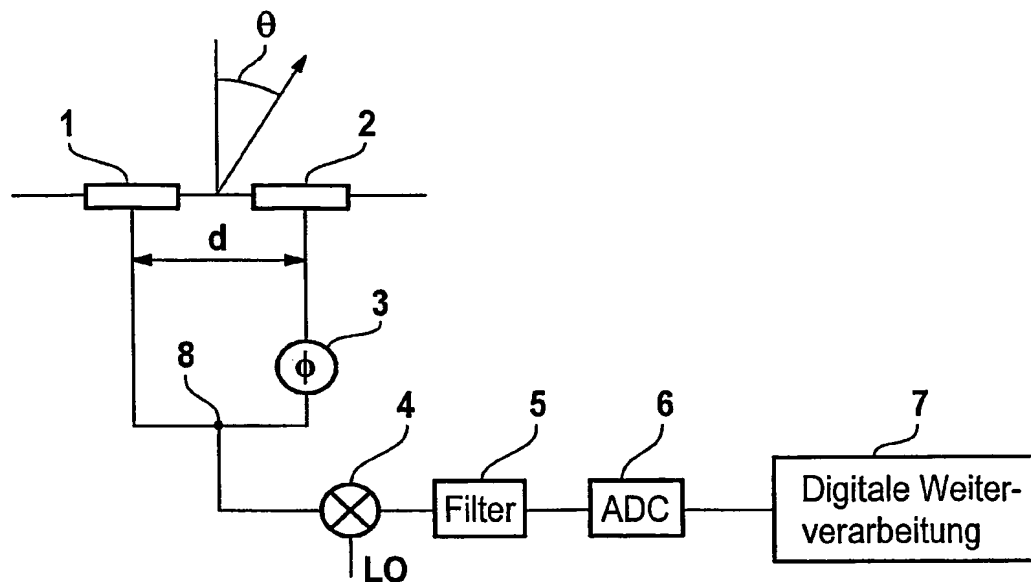 θ
1
2
d
3
ϕ
8
4
5
6
7
Filter
ADC
Digitale Weiter-
verarbeitung
LO